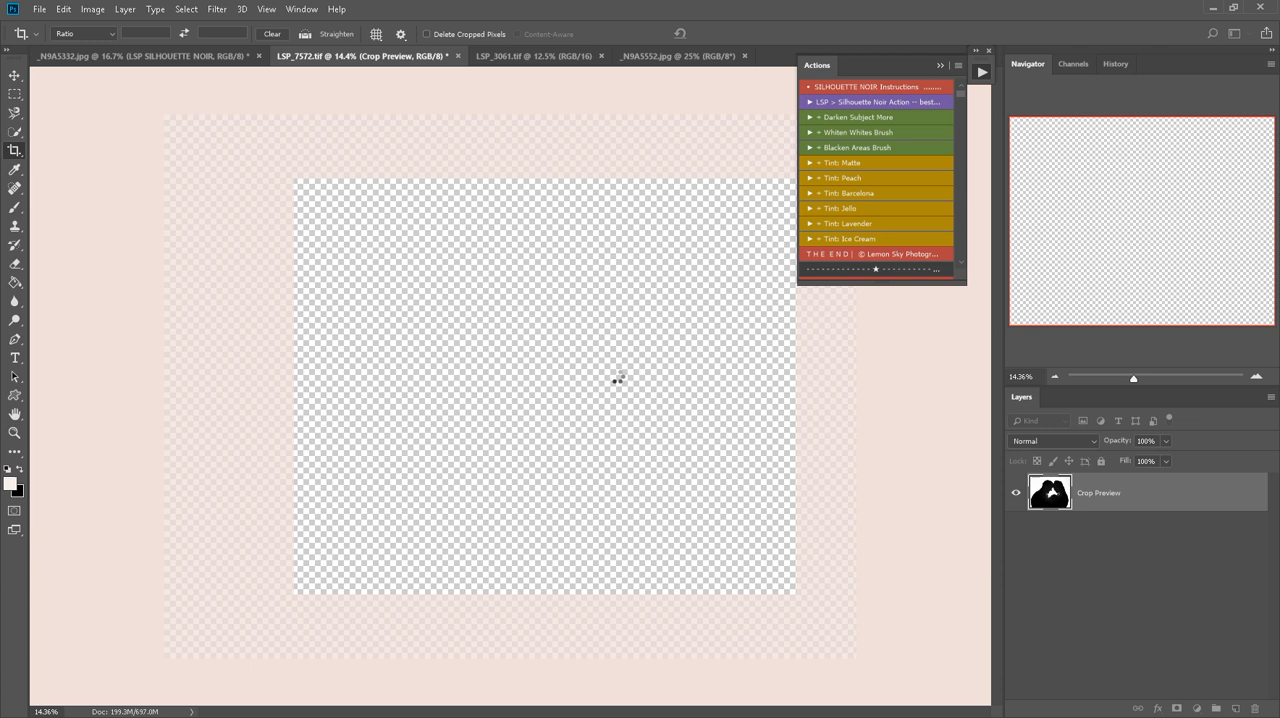 Ps File Edit Image Layer Type Select Filter 3D View Window Help
Ratio Clear Straighten Delete Cropped Pixels Content-Aware
_N9A5332.jpg @ 16.7% (LSP SILHOUETTE NOIR, RGB/8) * LSP_7572.tif @ 14.4% (Crop Preview, RGB/8) * LSP_3061.tif @ 12.5% (RGB/16) _N9A5552.jpg @ 25% (RGB/8*)
Actions
SILHOUETTE NOIR Instructions ........
LSP > Silhouette Noir Action -- best...
÷ Darken Subject More
÷ Whiten Whites Brush
÷ Blacken Areas Brush
÷ Tint: Matte
÷ Tint: Peach
÷ Tint: Barcelona
÷ Tint: Jello
÷ Tint: Lavender
÷ Tint: Ice Cream
T H E  E N D | © Lemon Sky Photogr...
- - - - - - - - - - - - - ★ - - - - - - - - - - ...
Navigator Channels History
14.36%
Layers
Kind
Normal Opacity: 100%
Lock: Fill: 100%
Crop Preview
14.36% Doc: 199.3M/697.0M